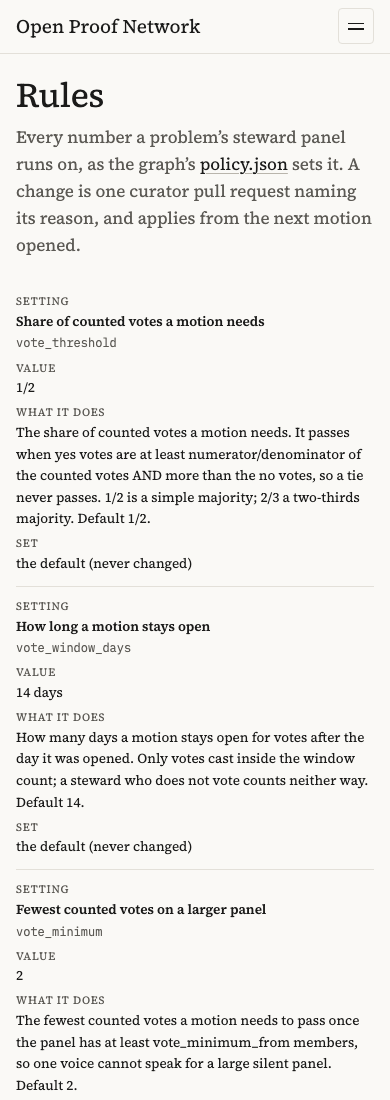 Open Proof Network
Rules
Every number a problem’s steward panel
runs on, as the graph’s policy.json sets it. A
change is one curator pull request naming
its reason, and applies from the next motion
opened.
SETTING
Share of counted votes a motion needs
vote_threshold
VALUE
1/2
WHAT IT DOES
The share of counted votes a motion needs. It passes
when yes votes are at least numerator/denominator of
the counted votes AND more than the no votes, so a tie
never passes. 1/2 is a simple majority; 2/3 a two-thirds
majority. Default 1/2.
SET
the default (never changed)
SETTING
How long a motion stays open
vote_window_days
VALUE
14 days
WHAT IT DOES
How many days a motion stays open for votes after the
day it was opened. Only votes cast inside the window
count; a steward who does not vote counts neither way.
Default 14.
SET
the default (never changed)
SETTING
Fewest counted votes on a larger panel
vote_minimum
VALUE
2
WHAT IT DOES
The fewest counted votes a motion needs to pass once
the panel has at least vote_minimum_from members,
so one voice cannot speak for a large silent panel.
Default 2.